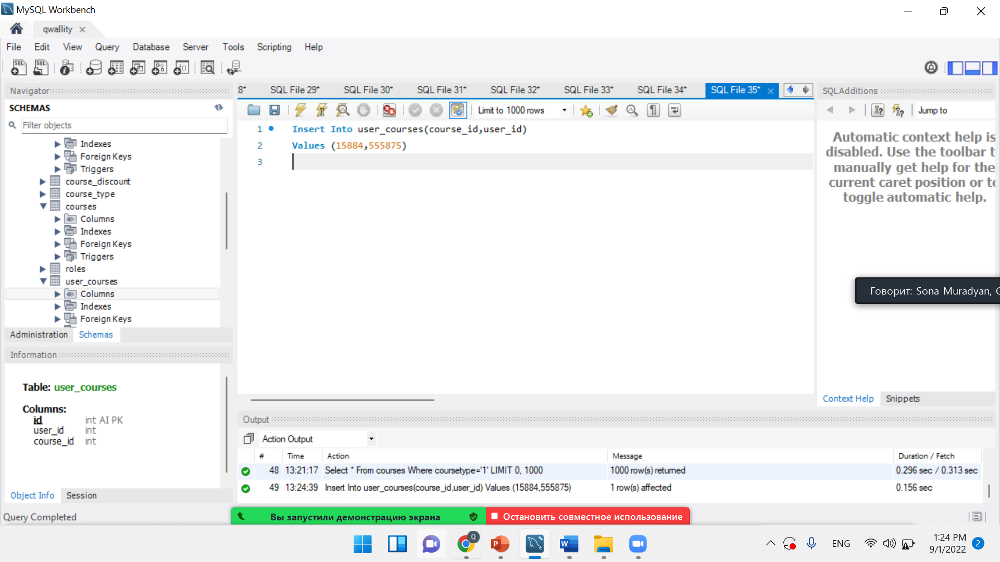 MySQL Workbench
qwallity
File Edit View Query Database Server Tools Scripting Help
Navigator
SCHEMAS
Filter objects
Indexes
Foreign Keys
Triggers
course_discount
course_type
courses
Columns
Indexes
Foreign Keys
Triggers
roles
user_courses
Columns
Indexes
Foreign Keys
Administration Schemas
Information
Table: user_courses
Columns:
id int AI PK
user_id int
course_id int
Object Info Session
Query Completed
28* SQL File 29* SQL File 30* SQL File 31* SQL File 32* SQL File 33* SQL File 34* SQL File 35*
Limit to 1000 rows
1 Insert Into user_courses(course_id,user_id)
2 Values (15884,555875)
3
SQLAdditions
Jump to
Automatic context help is
disabled. Use the toolbar t
manually get help for the
current caret position or to
toggle automatic help.
Говорит: Sona Muradyan, G
Context Help Snippets
Output
Action Output
# Time Action Message Duration / Fetch
48 13:21:17 Select * From courses Where coursetype='1' LIMIT 0, 1000 1000 row(s) returned 0.296 sec / 0.313 sec
49 13:24:39 Insert Into user_courses(course_id,user_id) Values (15884,555875) 1 row(s) affected 0.156 sec
Вы запустили демонстрацию экрана Остановить совместное использование
ENG
1:24 PM
9/1/2022
2